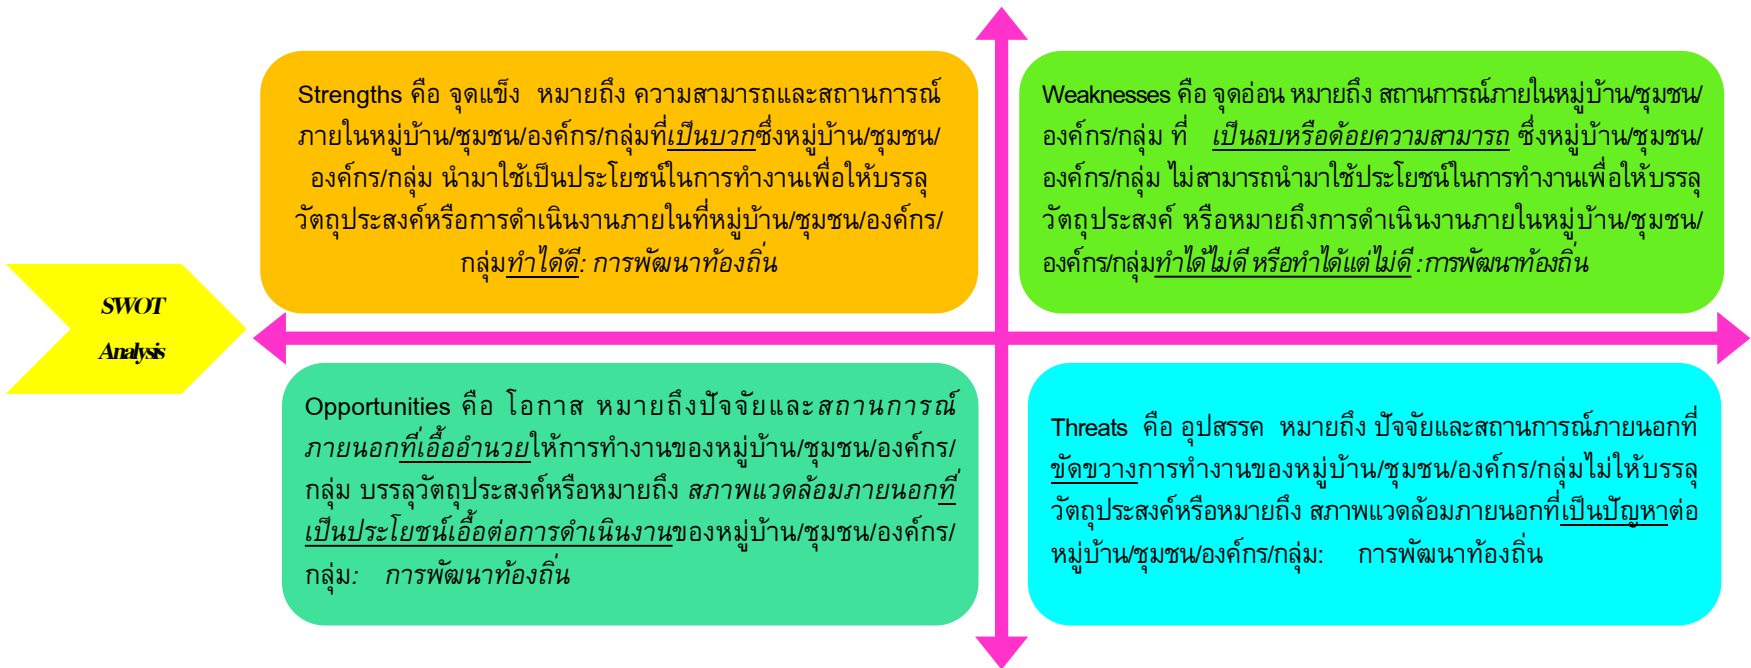 SWOT
Analysis
Strengths คือ จุดแข็ง หมายถึง ความสามารถและสถานการณ์
ภายในหมู่บ้าน/ชุมชน/องค์กร/กลุ่มที่เป็นบวกซึ่งหมู่บ้าน/ชุมชน/
องค์กร/กลุ่ม นำมาใช้เป็นประโยชน์ในการทำงานเพื่อให้บรรลุ
วัตถุประสงค์หรือการดำเนินงานภายในที่หมู่บ้าน/ชุมชน/องค์กร/
กลุ่มทำได้ดี: การพัฒนาท้องถิ่น
Weaknesses คือ จุดอ่อน หมายถึง สถานการณ์ภายในหมู่บ้าน/ชุมชน/
องค์กร/กลุ่ม ที่ เป็นลบหรือด้อยความสามารถ ซึ่งหมู่บ้าน/ชุมชน/
องค์กร/กลุ่ม ไม่สามารถนำมาใช้ประโยชน์ในการทำงานเพื่อให้บรรลุ
วัตถุประสงค์ หรือหมายถึงการดำเนินงานภายในหมู่บ้าน/ชุมชน/
องค์กร/กลุ่มทำได้ไม่ดี หรือทำได้แต่ไม่ดี :การพัฒนาท้องถิ่น
Opportunities คือ โอกาส หมายถึงปัจจัยและสถานการณ์
ภายนอกที่เอื้ออำนวยให้การทำงานของหมู่บ้าน/ชุมชน/องค์กร/
กลุ่ม บรรลุวัตถุประสงค์หรือหมายถึง สภาพแวดล้อมภายนอกที่
เป็นประโยชน์เอื้อต่อการดำเนินงานของหมู่บ้าน/ชุมชน/องค์กร/
กลุ่ม: การพัฒนาท้องถิ่น
Threats คือ อุปสรรค หมายถึง ปัจจัยและสถานการณ์ภายนอกที่
ขัดขวางการทำงานของหมู่บ้าน/ชุมชน/องค์กร/กลุ่มไม่ให้บรรลุ
วัตถุประสงค์หรือหมายถึง สภาพแวดล้อมภายนอกที่เป็นปัญหาต่อ
หมู่บ้าน/ชุมชน/องค์กร/กลุ่ม: การพัฒนาท้องถิ่น